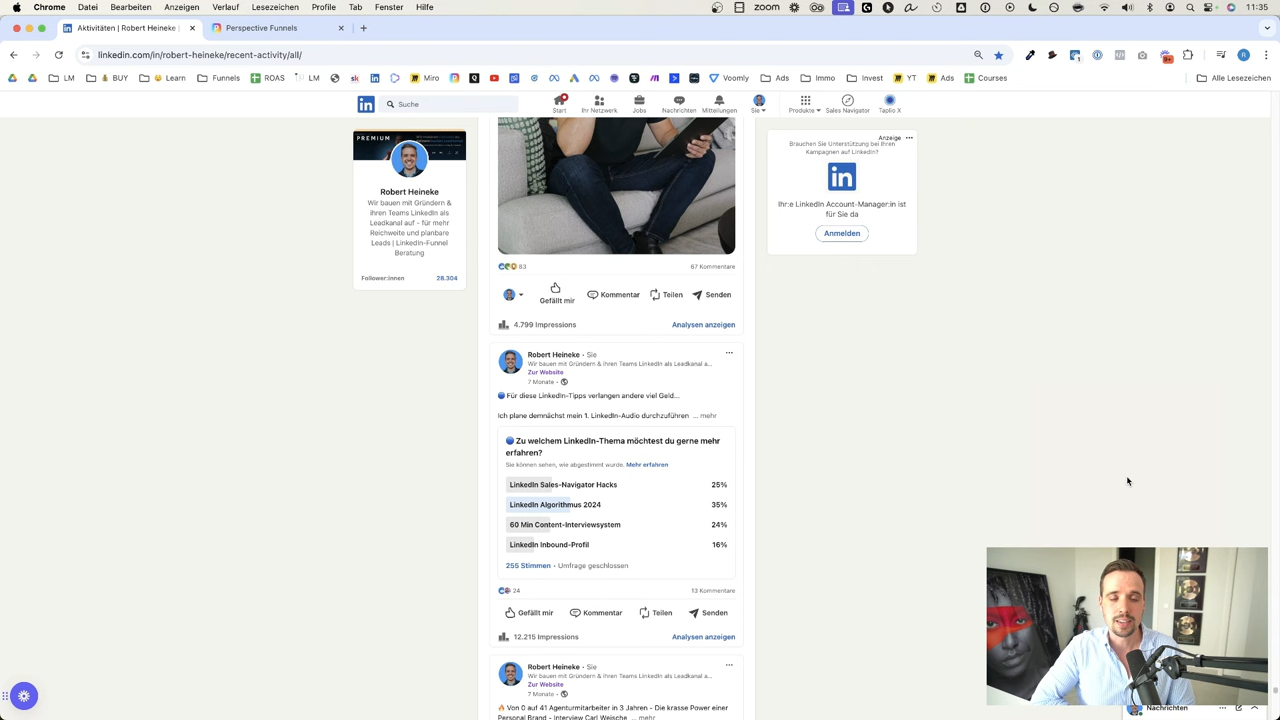 Chrome Ablage Bearbeiten Anzeigen Verlauf Lesezeichen Profile Tab Fenster Hilfe
11:35
Aktivitäten | Robert Heineke |
Perspective Funnels
linkedin.com/in/robert-heineke/recent-activity/all/
LM
BUY
Learn
Funnels
ROAS
LM
Miro
Voomly
Ads
Immo
Invest
YT
Ads
Courses
Alle Lesezeichen
Suche
Start
Ihr Netzwerk
Jobs
Nachrichten
Mitteilungen
Sie
Produkte
Sales Navigator
Taplio X
PREMIUM
Robert Heineke
Wir bauen mit Gründern &
ihren Teams LinkedIn als
Leadkanal auf - für mehr
Reichweite und planbare
Leads | LinkedIn-Funnel
Beratung
Follower:innen 28.304
83
67 Kommentare
Gefällt mir
Kommentar
Teilen
Senden
4.799 Impressions
Analysen anzeigen
Robert Heineke • Sie
Wir bauen mit Gründern & ihren Teams LinkedIn als Leadkanal a...
Zur Website
7 Monate •
Für diese LinkedIn-Tipps verlangen andere viel Geld...
Ich plane demnächst mein 1. LinkedIn-Audio durchzuführen ... mehr
Zu welchem LinkedIn-Thema möchtest du gerne mehr
erfahren?
Sie können sehen, wie abgestimmt wurde. Mehr erfahren
LinkedIn Sales-Navigator Hacks 25%
LinkedIn Algorithmus 2024 35%
60 Min Content-Interviewsystem 24%
LinkedIn Inbound-Profil 16%
255 Stimmen • Umfrage geschlossen
24
13 Kommentare
Gefällt mir
Kommentar
Teilen
Senden
12.215 Impressions
Analysen anzeigen
Robert Heineke • Sie
Wir bauen mit Gründern & ihren Teams LinkedIn als Leadkanal a...
Zur Website
7 Monate •
Von 0 auf 41 Agenturmitarbeiter in 3 Jahren - Die krasse Power einer
Personal Brand - Interview Carl Weische ... mehr
Anzeige
Brauchen Sie Unterstützung bei Ihren
Kampagnen auf LinkedIn?
Ihr:e LinkedIn Account-Manager:in ist
für Sie da
Anmelden
Nachrichten